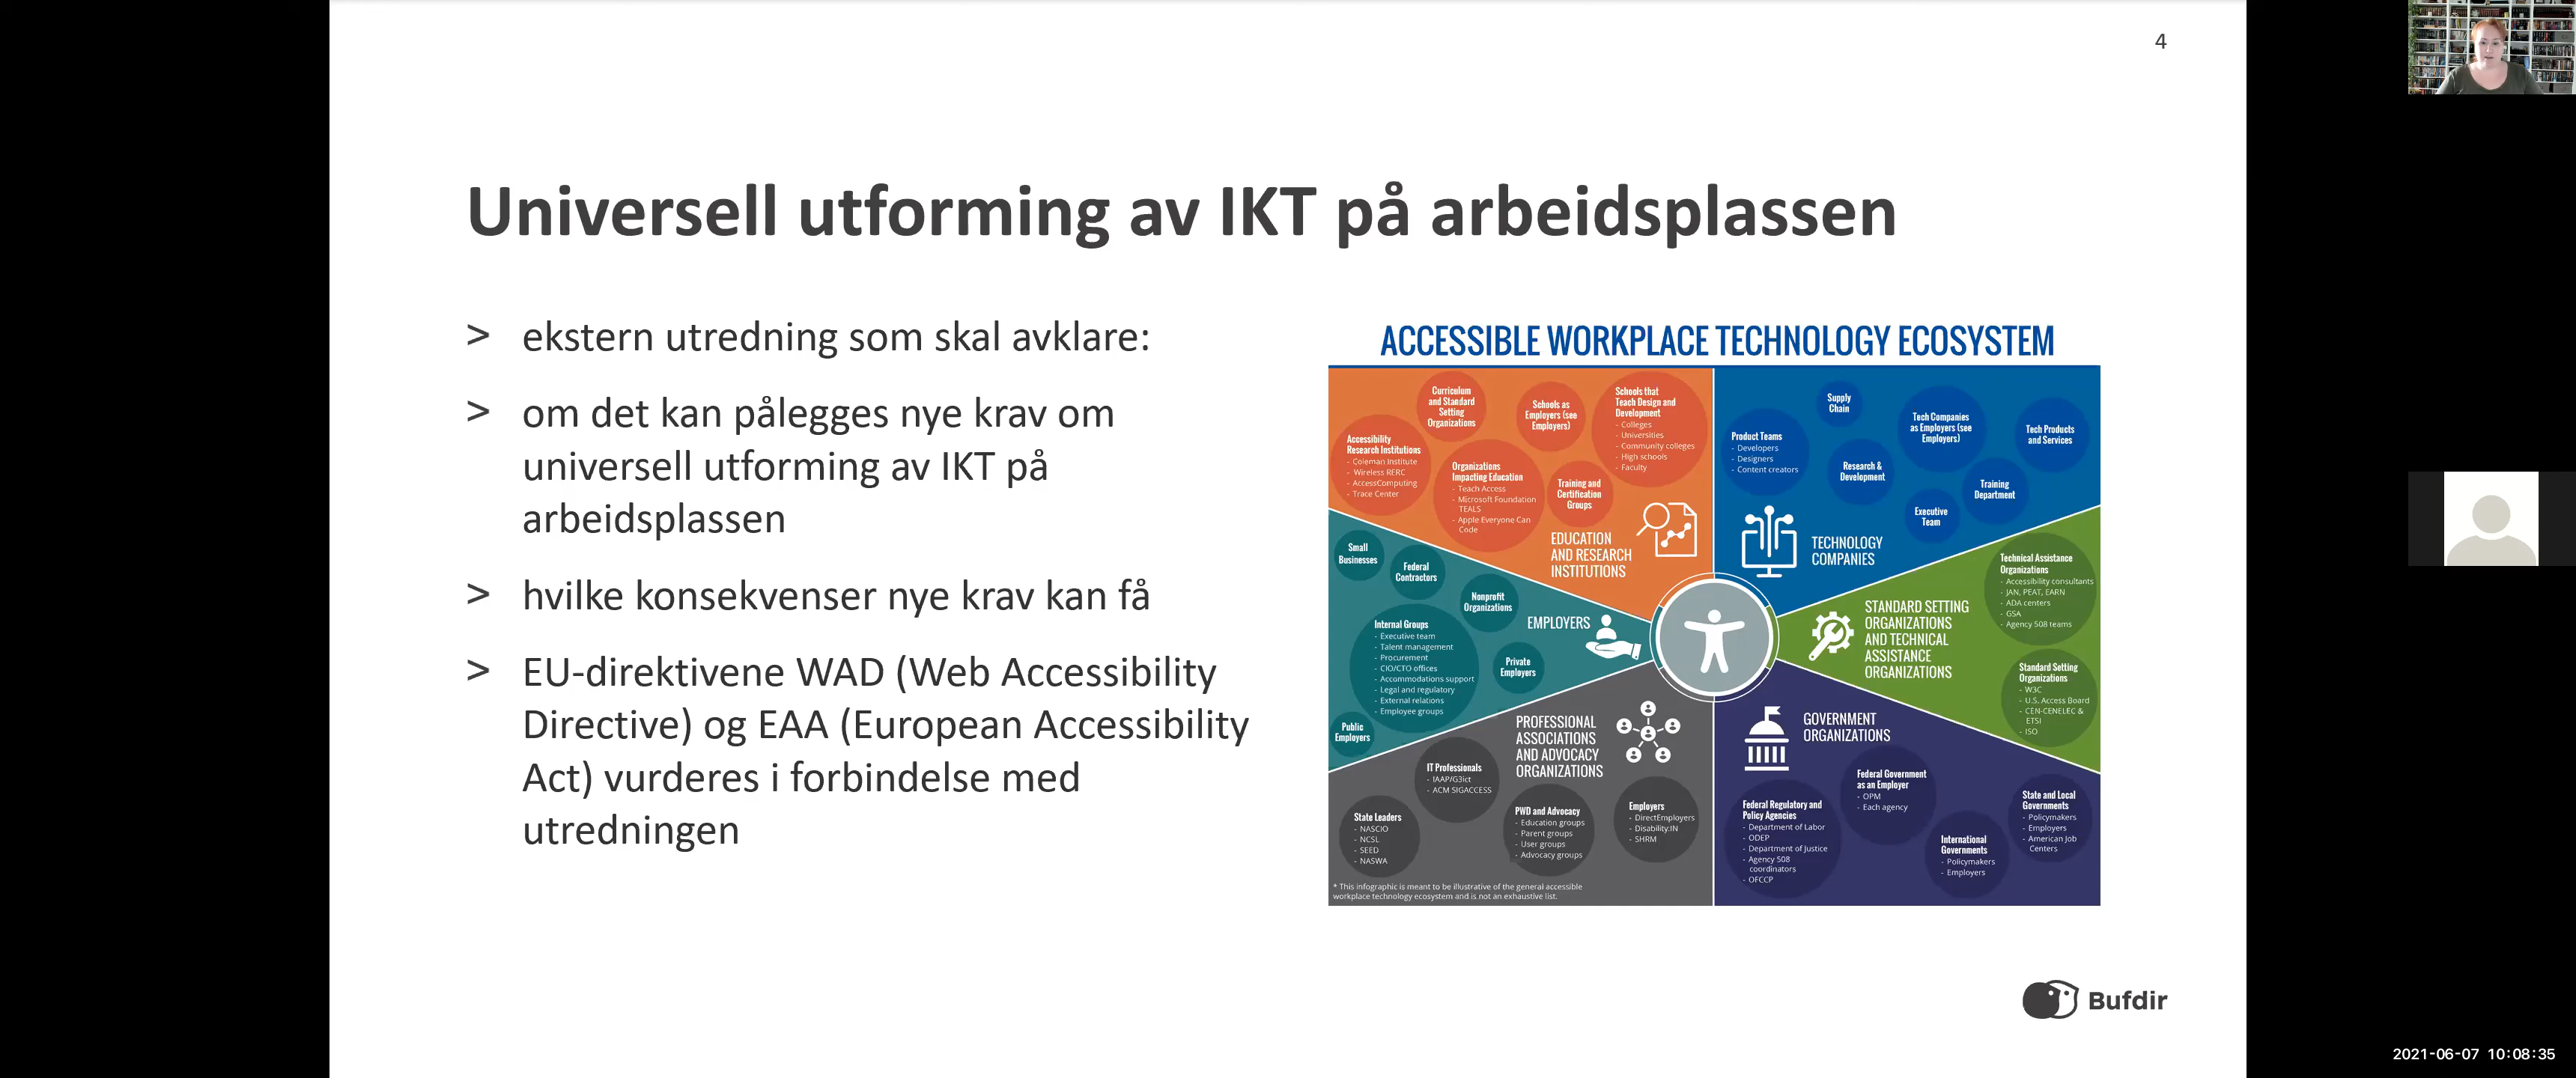 4
Universell utforming av IKT på arbeidsplassen
> ekstern utredning som skal avklare:
> om det kan pålegges nye krav om
universell utforming av IKT på
arbeidsplassen
> hvilke konsekvenser nye krav kan få
> EU-direktivene WAD (Web Accessibility
Directive) og EAA (European Accessibility
Act) vurderes i forbindelse med
utredningen
ACCESSIBLE WORKPLACE TECHNOLOGY ECOSYSTEM
Accessibility
Research Institutions
- Coleman Institute
- Wireless RERC
- AccessComputing
- Trace Center
Curriculum
and Standard
Setting
Organizations
Organizations
Impacting Education
- Teach Access
- Microsoft Foundation
TEALS
- Apple Everyone Can
Code
Schools as
Employers (see
Employers)
Training and
Certification
Groups
Schools that
Teach Design and
Development
- Colleges
- Universities
- Community colleges
- High schools
- Faculty
EDUCATION
AND RESEARCH
INSTITUTIONS
Product Teams
- Developers
- Designers
- Content creators
Supply
Chain
Research &
Development
Tech Companies
as Employers (see
Employers)
Executive
Team
Training
Department
Tech Products
and Services
TECHNOLOGY
COMPANIES
Small
Businesses
Federal
Contractors
Nonprofit
Organizations
Internal Groups
- Executive team
- Talent management
- Procurement
- CIO/CTO offices
- Accommodations support
- Legal and regulatory
- External relations
- Employee groups
Private
Employers
Public
Employers
EMPLOYERS
STANDARD SETTING
ORGANIZATIONS
AND TECHNICAL
ASSISTANCE
ORGANIZATIONS
Technical Assistance
Organizations
- Accessibility consultants
- JAN, PEAT, EARN
- ADA centers
- GSA
- Agency 508 teams
Standard Setting
Organizations
- W3C
- U.S. Access Board
- CEN-CENELEC &
ETSI
- ISO
PROFESSIONAL
ASSOCIATIONS
AND ADVOCACY
ORGANIZATIONS
State Leaders
- NASCIO
- NCSL
- SEED
- NASWA
IT Professionals
- IAAP/G3ict
- ACM SIGACCESS
PWD and Advocacy
- Education groups
- Parent groups
- User groups
- Advocacy groups
Employers
- DirectEmployers
- Disability:IN
- SHRM
* This infographic is meant to be illustrative of the general accessible
workplace technology ecosystem and is not an exhaustive list.
GOVERNMENT
ORGANIZATIONS
Federal Regulatory and
Policy Agencies
- Department of Labor
- ODEP
- Department of Justice
- Agency 508
coordinators
- OFCCP
Federal Government
as an Employer
- OPM
- Each agency
International
Governments
- Policymakers
- Employers
State and Local
Governments
- Policymakers
- Employers
- American Job
Centers
Bufdir
2021-06-07 10:08:35